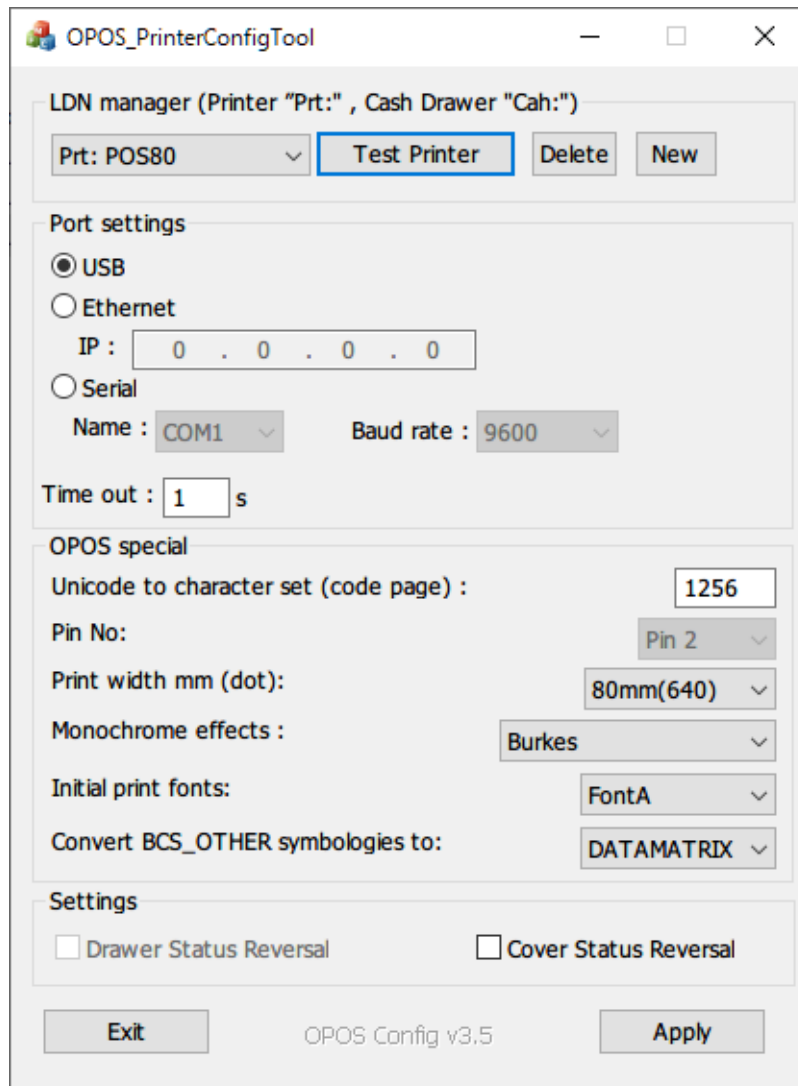 OPOS_PrinterConfigTool
LDN manager (Printer "Prt:" , Cash Drawer "Cah:")
Prt: POS80 Test Printer Delete New
Port settings
USB
Ethernet
IP : 0 . 0 . 0 . 0
Serial
Name : COM1 Baud rate : 9600
Time out : 1 s
OPOS special
Unicode to character set (code page) : 1256
Pin No: Pin 2
Print width mm (dot): 80mm(640)
Monochrome effects : Burkes
Initial print fonts: FontA
Convert BCS_OTHER symbologies to: DATAMATRIX
Settings
Drawer Status Reversal Cover Status Reversal
Exit OPOS Config v3.5 Apply